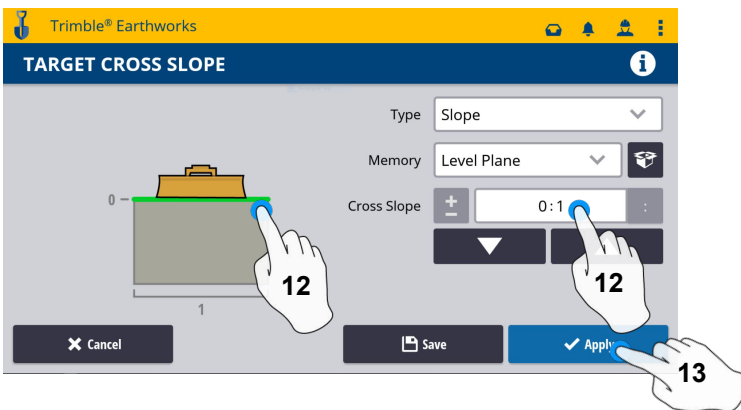 Trimble® Earthworks
TARGET CROSS SLOPE
i
Type Slope
Memory Level Plane
0
Cross Slope + − 0:1 :
12
12
1
Cancel Save Apply
13